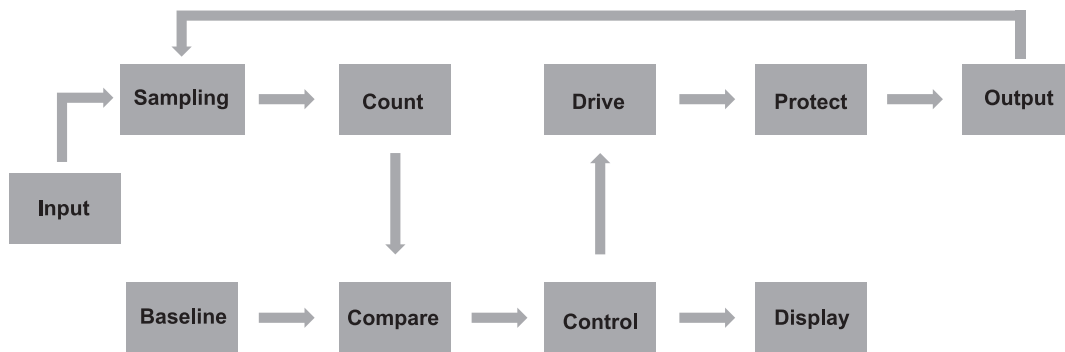 Sampling
Count
Drive
Protect
Output
Input
Baseline
Compare
Control
Display